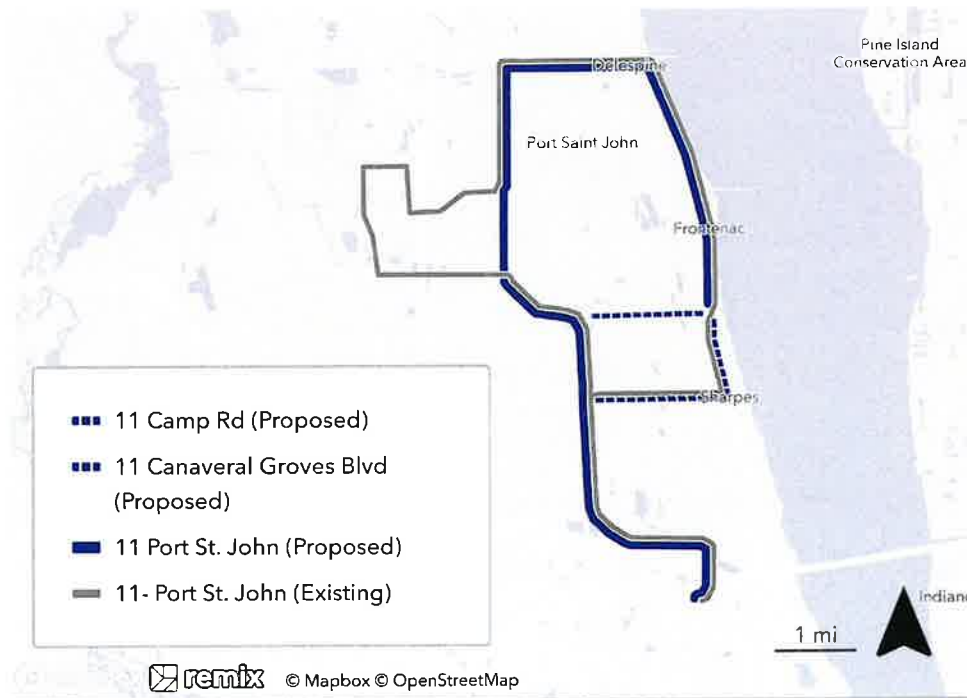 Pine Island
Conservation Area
Delespine
Port Saint John
Frontenac
Sharpes
11 Camp Rd (Proposed)
11 Canaveral Groves Blvd
(Proposed)
11 Port St. John (Proposed)
11- Port St. John (Existing)
1 mi
Indian
remix © Mapbox © OpenStreetMap